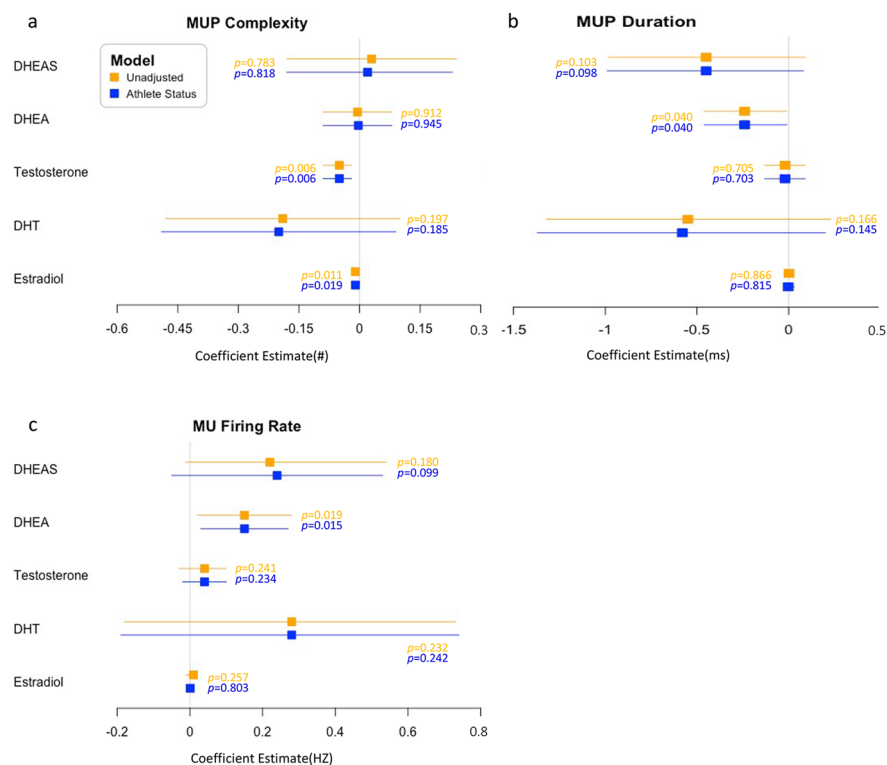 a
MUP Complexity
Model
Unadjusted
Athlete Status
DHEAS
p=0.783
p=0.818
DHEA
p=0.912
p=0.945
Testosterone
p=0.006
p=0.006
DHT
p=0.197
p=0.185
Estradiol
p=0.011
p=0.019
-0.6 -0.45 -0.3 -0.15 0 0.15 0.3
Coefficient Estimate(#)
b
MUP Duration
p=0.103
p=0.098
p=0.040
p=0.040
p=0.705
p=0.703
p=0.166
p=0.145
p=0.866
p=0.815
-1.5 -1 -0.5 0 0.5
Coefficient Estimate(ms)
c
MU Firing Rate
DHEAS
p=0.180
p=0.099
DHEA
p=0.019
p=0.015
Testosterone
p=0.241
p=0.234
DHT
p=0.232
p=0.242
Estradiol
p=0.257
p=0.803
-0.2 0 0.2 0.4 0.6 0.8
Coefficient Estimate(HZ)